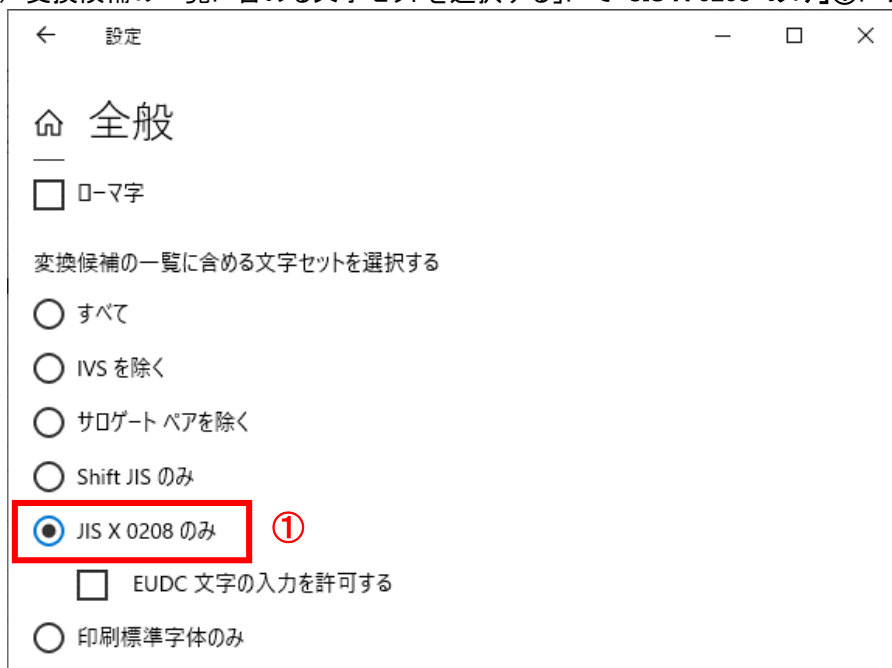 変換候補の一覧に含める文字セットを選択する」にて「JIS X 0208 のみ」①に
設定
全般
ローマ字
変換候補の一覧に含める文字セットを選択する
すべて
IVS を除く
サロゲート ペアを除く
Shift JIS のみ
JIS X 0208 のみ ①
EUDC 文字の入力を許可する
印刷標準字体のみ